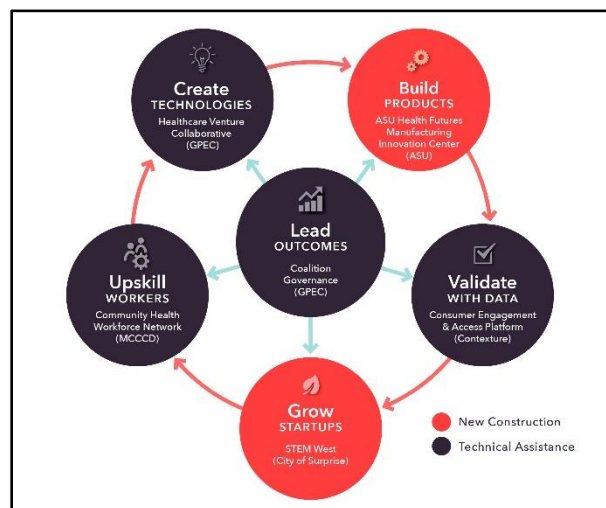 Create
TECHNOLOGIES
Healthcare Venture
Collaborative
(GPEC)
Build
PRODUCTS
ASU Health Futures
Manufacturing
Innovation Center
(ASU)
Lead
OUTCOMES
Coalition
Governance
(GPEC)
Upskill
WORKERS
Community Health
Workforce Network
(MCCCD)
Validate
WITH DATA
Consumer Engagement
& Access Platform
(Contexture)
Grow
STARTUPS
STEM West
(City of Surprise)
New Construction
Technical Assistance